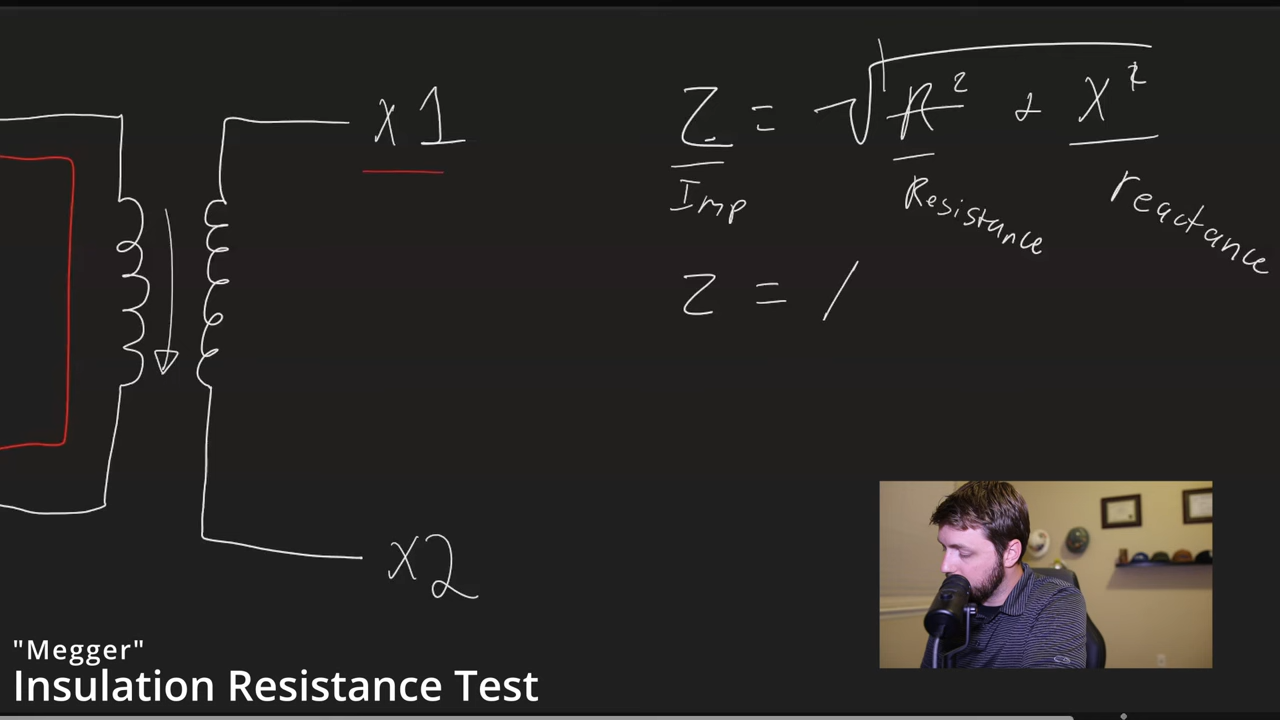 X1
Z = √R² + X²
Imp
Resistance
reactance
Z = /
X2
"Megger"
Insulation Resistance Test